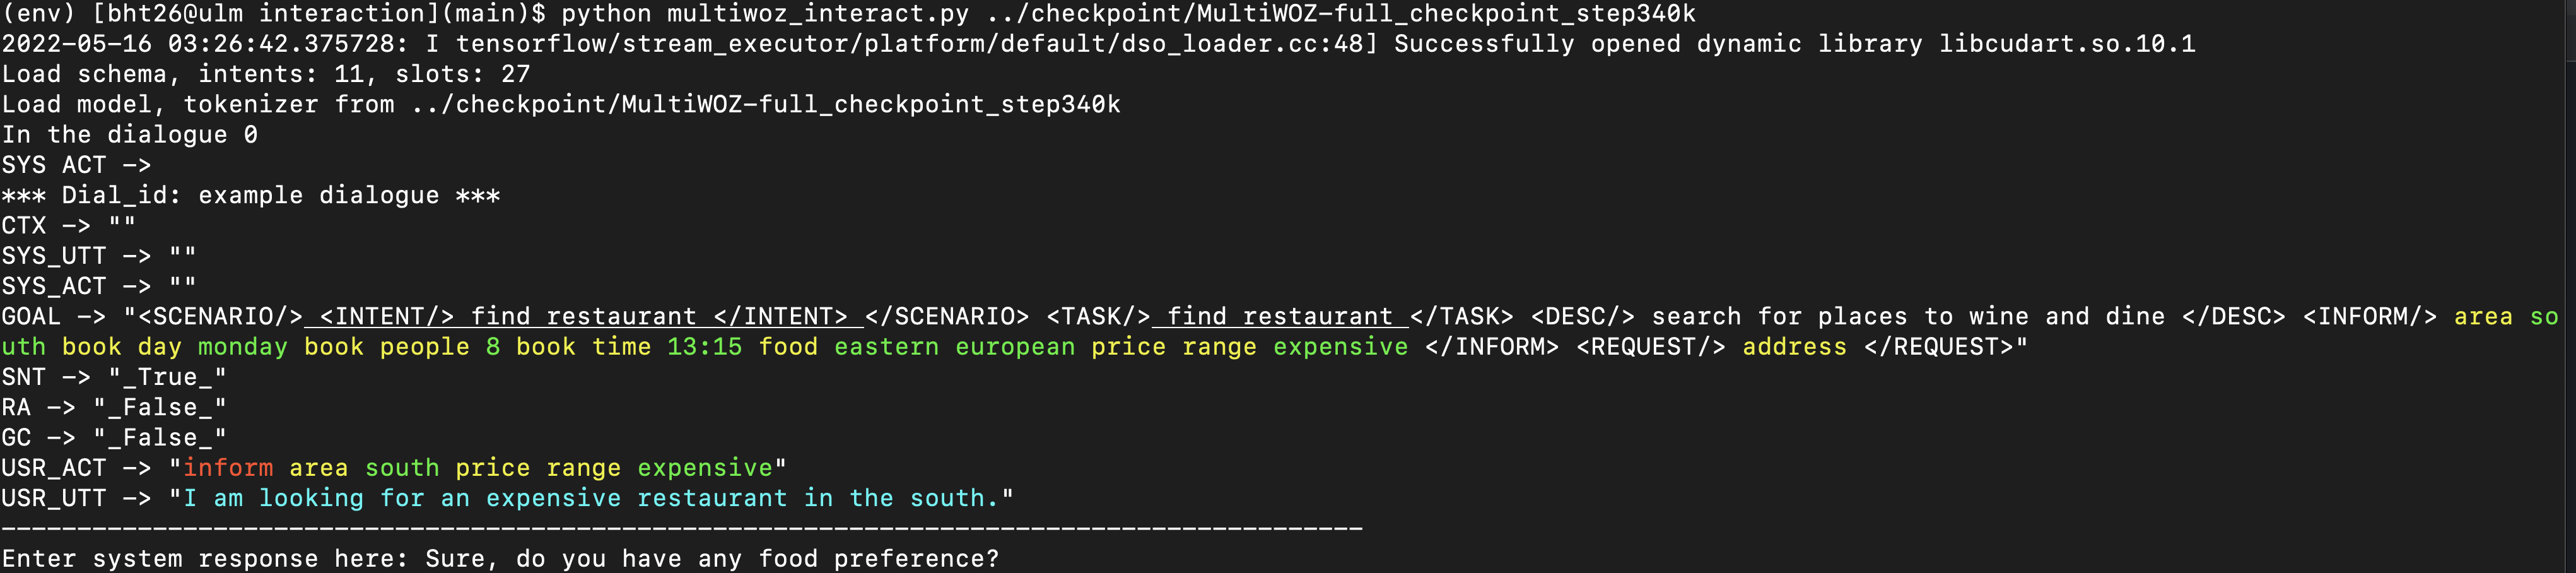 (env) [bht26@ulm interaction](main)$ python multiwoz_interact.py ../checkpoint/MultiWOZ-full_checkpoint_step340k
2022-05-16 03:26:42.375728: I tensorflow/stream_executor/platform/default/dso_loader.cc:48] Successfully opened dynamic library libcudart.so.10.1
Load schema, intents: 11, slots: 27
Load model, tokenizer from ../checkpoint/MultiWOZ-full_checkpoint_step340k
In the dialogue 0
SYS ACT ->
*** Dial_id: example dialogue ***
CTX -> ""
SYS_UTT -> ""
SYS_ACT -> ""
GOAL -> "<SCENARIO/> <INTENT/> find restaurant </INTENT> </SCENARIO> <TASK/> find restaurant </TASK> <DESC/> search for places to wine and dine </DESC> <INFORM/> area so
uth book day monday book people 8 book time 13:15 food eastern european price range expensive </INFORM> <REQUEST/> address </REQUEST>"
SNT -> "_True_"
RA -> "_False_"
GC -> "_False_"
USR_ACT -> "inform area south price range expensive"
USR_UTT -> "I am looking for an expensive restaurant in the south."
------------------------------------------------------------------------------------------
Enter system response here: Sure, do you have any food preference?